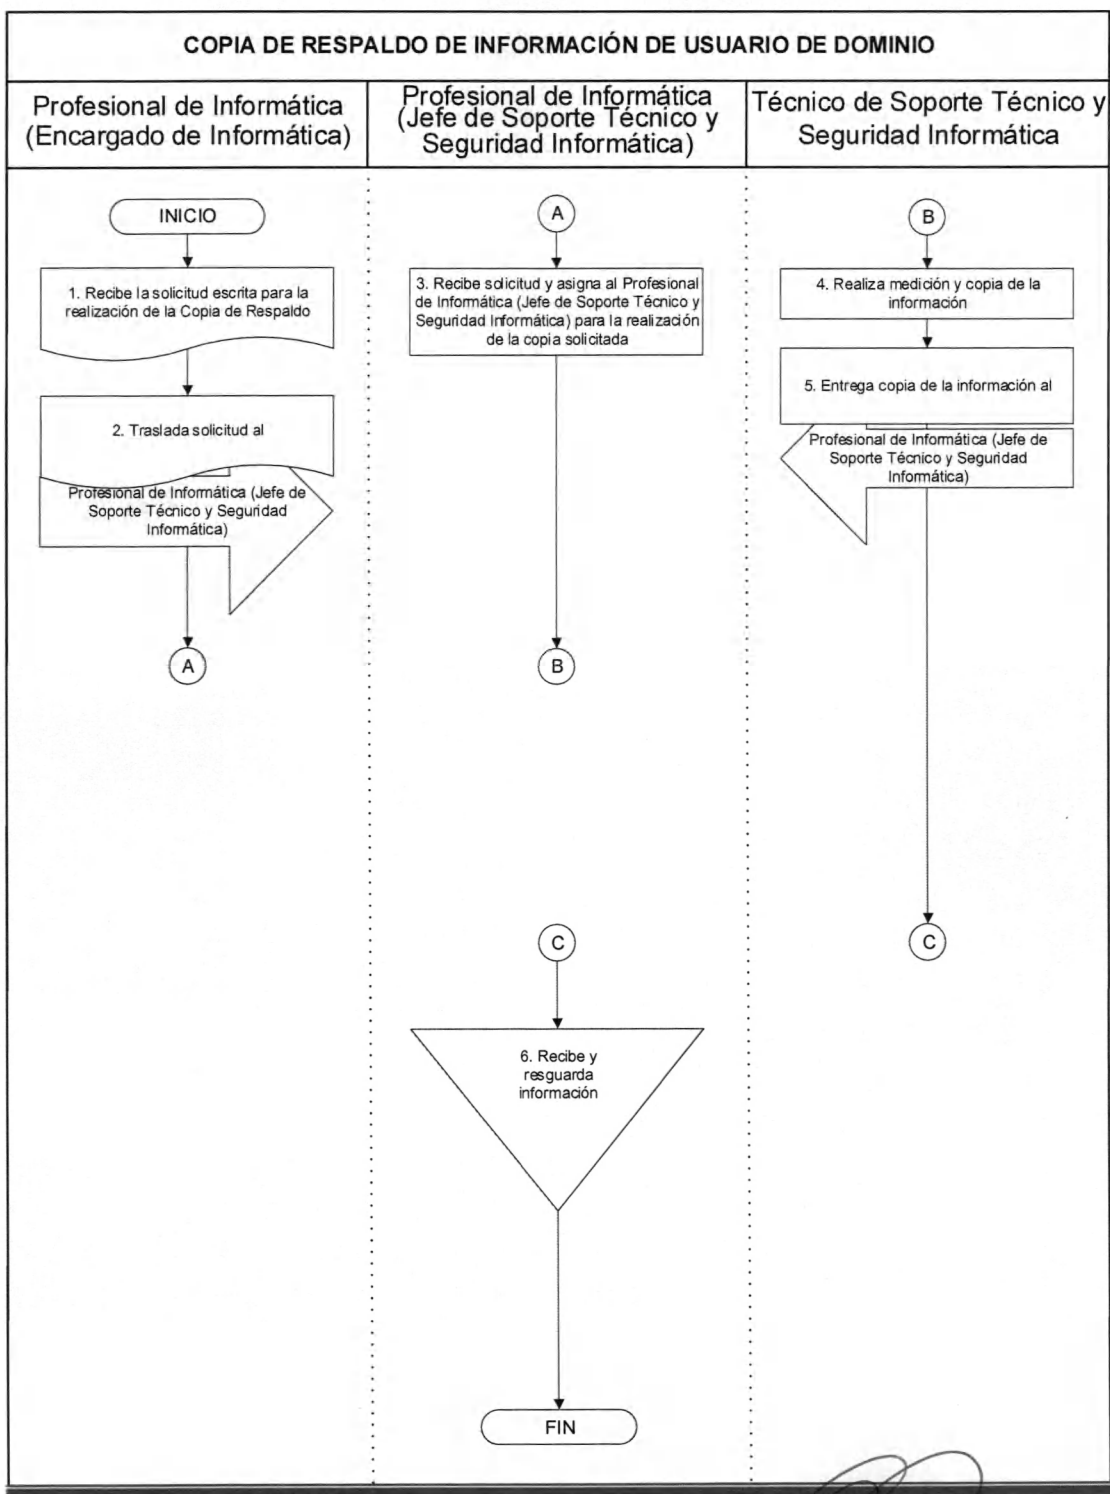 COPIA DE RESPALDO DE INFORMACIÓN DE USUARIO DE DOMINIO
Profesional de Informática
(Encargado de Informática)
Profesional de Informática
(Jefe de Soporte Técnico y
Seguridad Informática)
Técnico de Soporte Técnico y
Seguridad Informática
INICIO
1. Recibe la solicitud escrita para la
realización de la Copia de Respaldo
2. Traslada solicitud al
Profesional de Informática (Jefe de
Soporte Técnico y Seguridad
Informática)
A
A
3. Recibe solicitud y asigna al Profesional
de Informática (Jefe de Soporte Técnico y
Seguridad Informática) para la realización
de la copia solicitada
B
B
4. Realiza medición y copia de la
información
5. Entrega copia de la información al
Profesional de Informática (Jefe de
Soporte Técnico y Seguridad
Informática)
C
C
6. Recibe y
resguarda
información
FIN